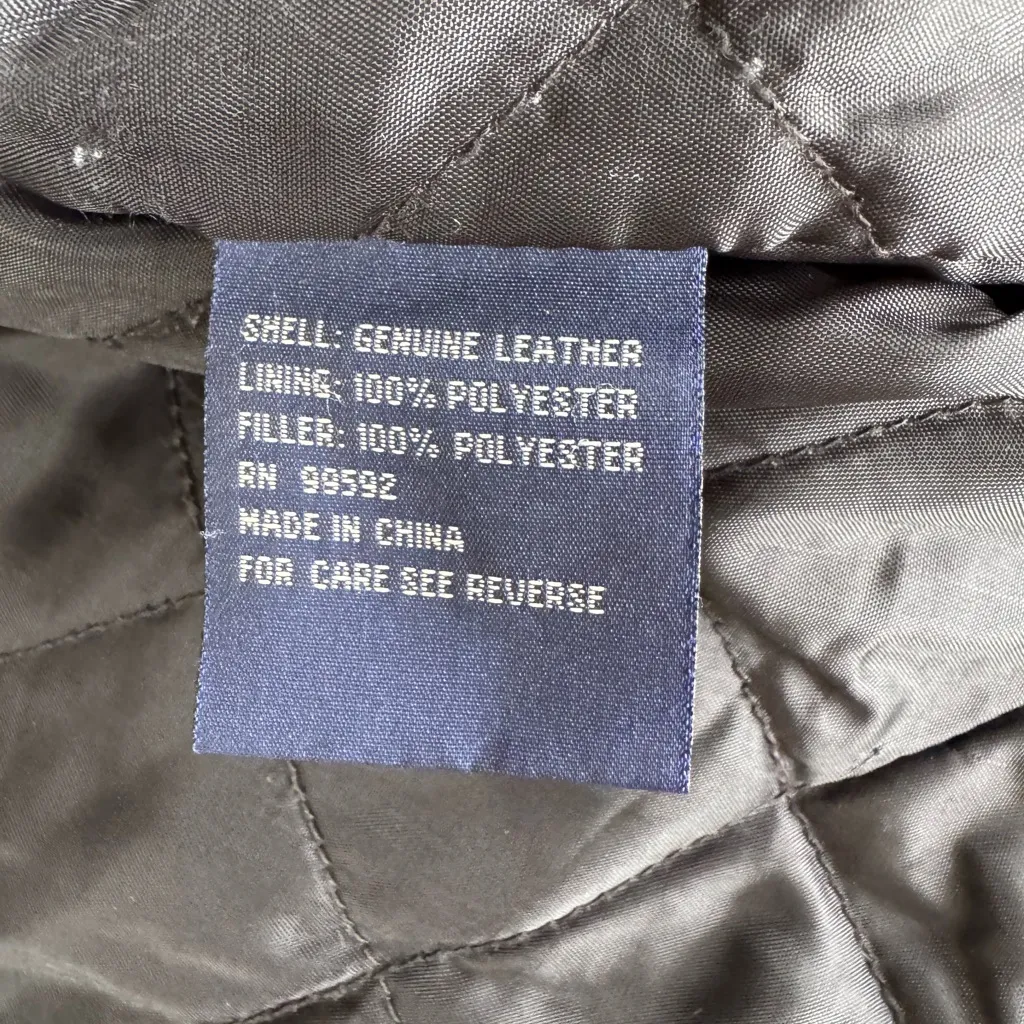 SHELL: GENUINE LEATHER
LINING: 100% POLYESTER
FILLER: 100% POLYESTER
RN 98592
MADE IN CHINA
FOR CARE SEE REVERSE